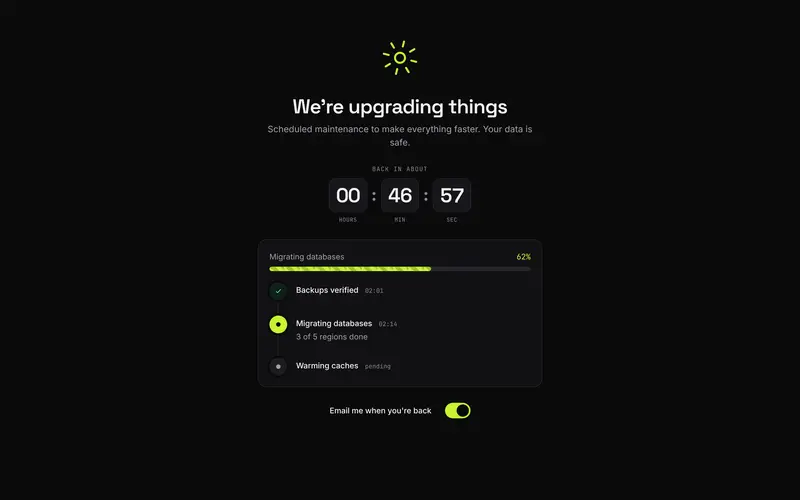 We're upgrading things
Scheduled maintenance to make everything faster. Your data is
safe.
BACK IN ABOUT
00 : 46 : 57
HOURS MIN SEC
Migrating databases 62%
Backups verified 02:01
Migrating databases 02:14
3 of 5 regions done
Warming caches pending
Email me when you're back